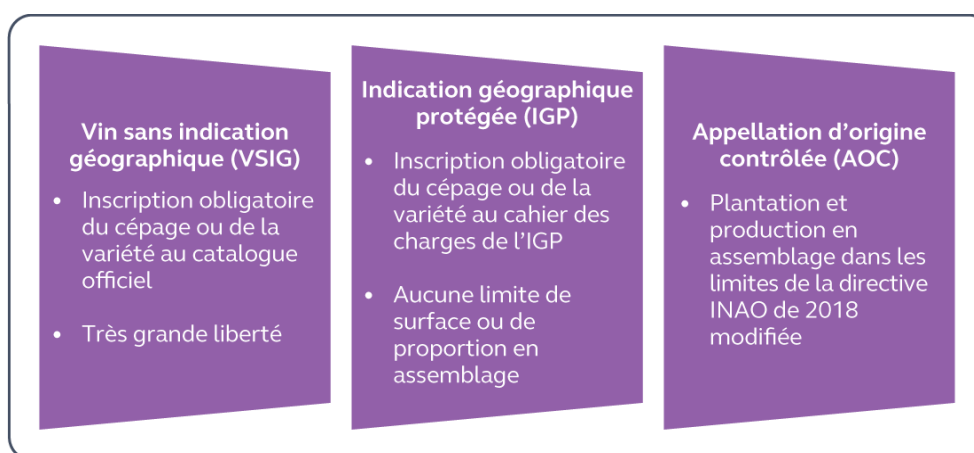 Vin sans indication
géographique (VSIG)
• Inscription obligatoire
du cépage ou de la
variété au catalogue
officiel
• Très grande liberté
Indication géographique
protégée (IGP)
• Inscription obligatoire
du cépage ou de la
variété au cahier des
charges de l’IGP
• Aucune limite de
surface ou de
proportion en
assemblage
Appellation d’origine
contrôlée (AOC)
• Plantation et
production en
assemblage dans les
limites de la directive
INAO de 2018
modifiée